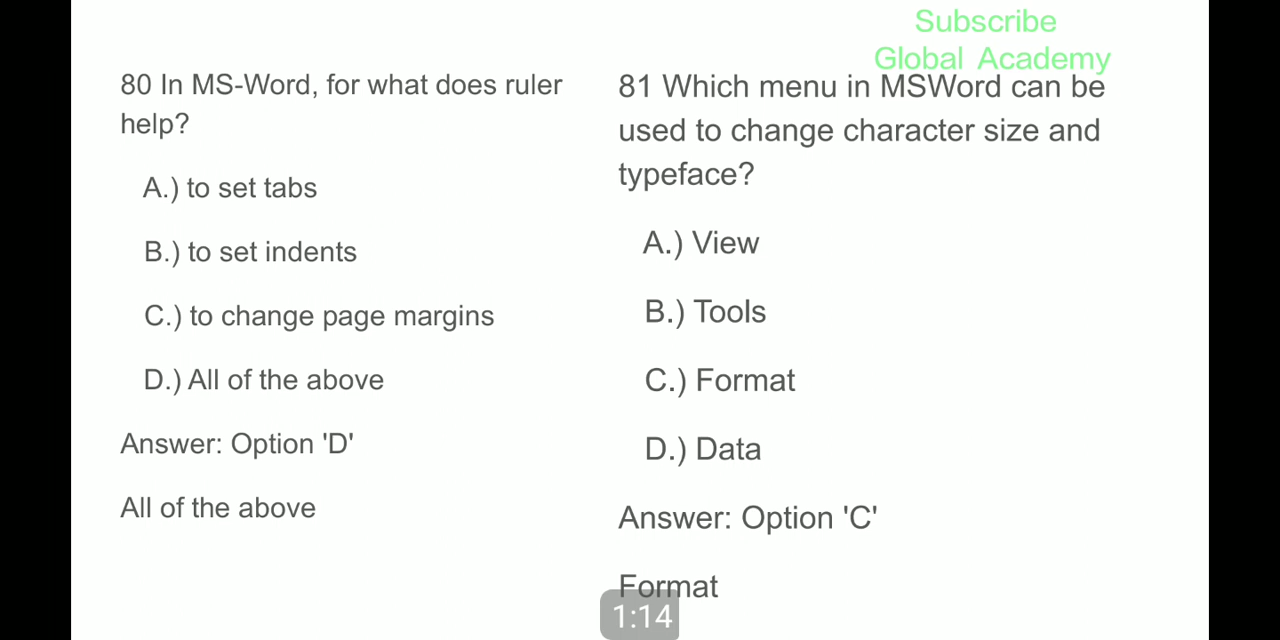 Subscribe
Global Academy
80 In MS-Word, for what does ruler
help?
A.) to set tabs
B.) to set indents
C.) to change page margins
D.) All of the above
Answer: Option 'D'
All of the above
81 Which menu in MSWord can be
used to change character size and
typeface?
A.) View
B.) Tools
C.) Format
D.) Data
Answer: Option 'C'
Format
1:14